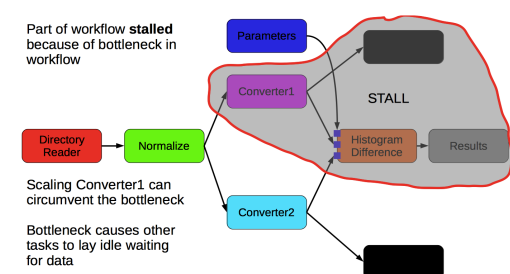 Part of workflow stalled
because of bottleneck in
workflow
Parameters
Converter1
STALL
Directory
Reader
Normalize
Histogram
Difference
Results
Scaling Converter1 can
circumvent the bottleneck
Converter2
Bottleneck causes other
tasks to lay idle waiting
for data